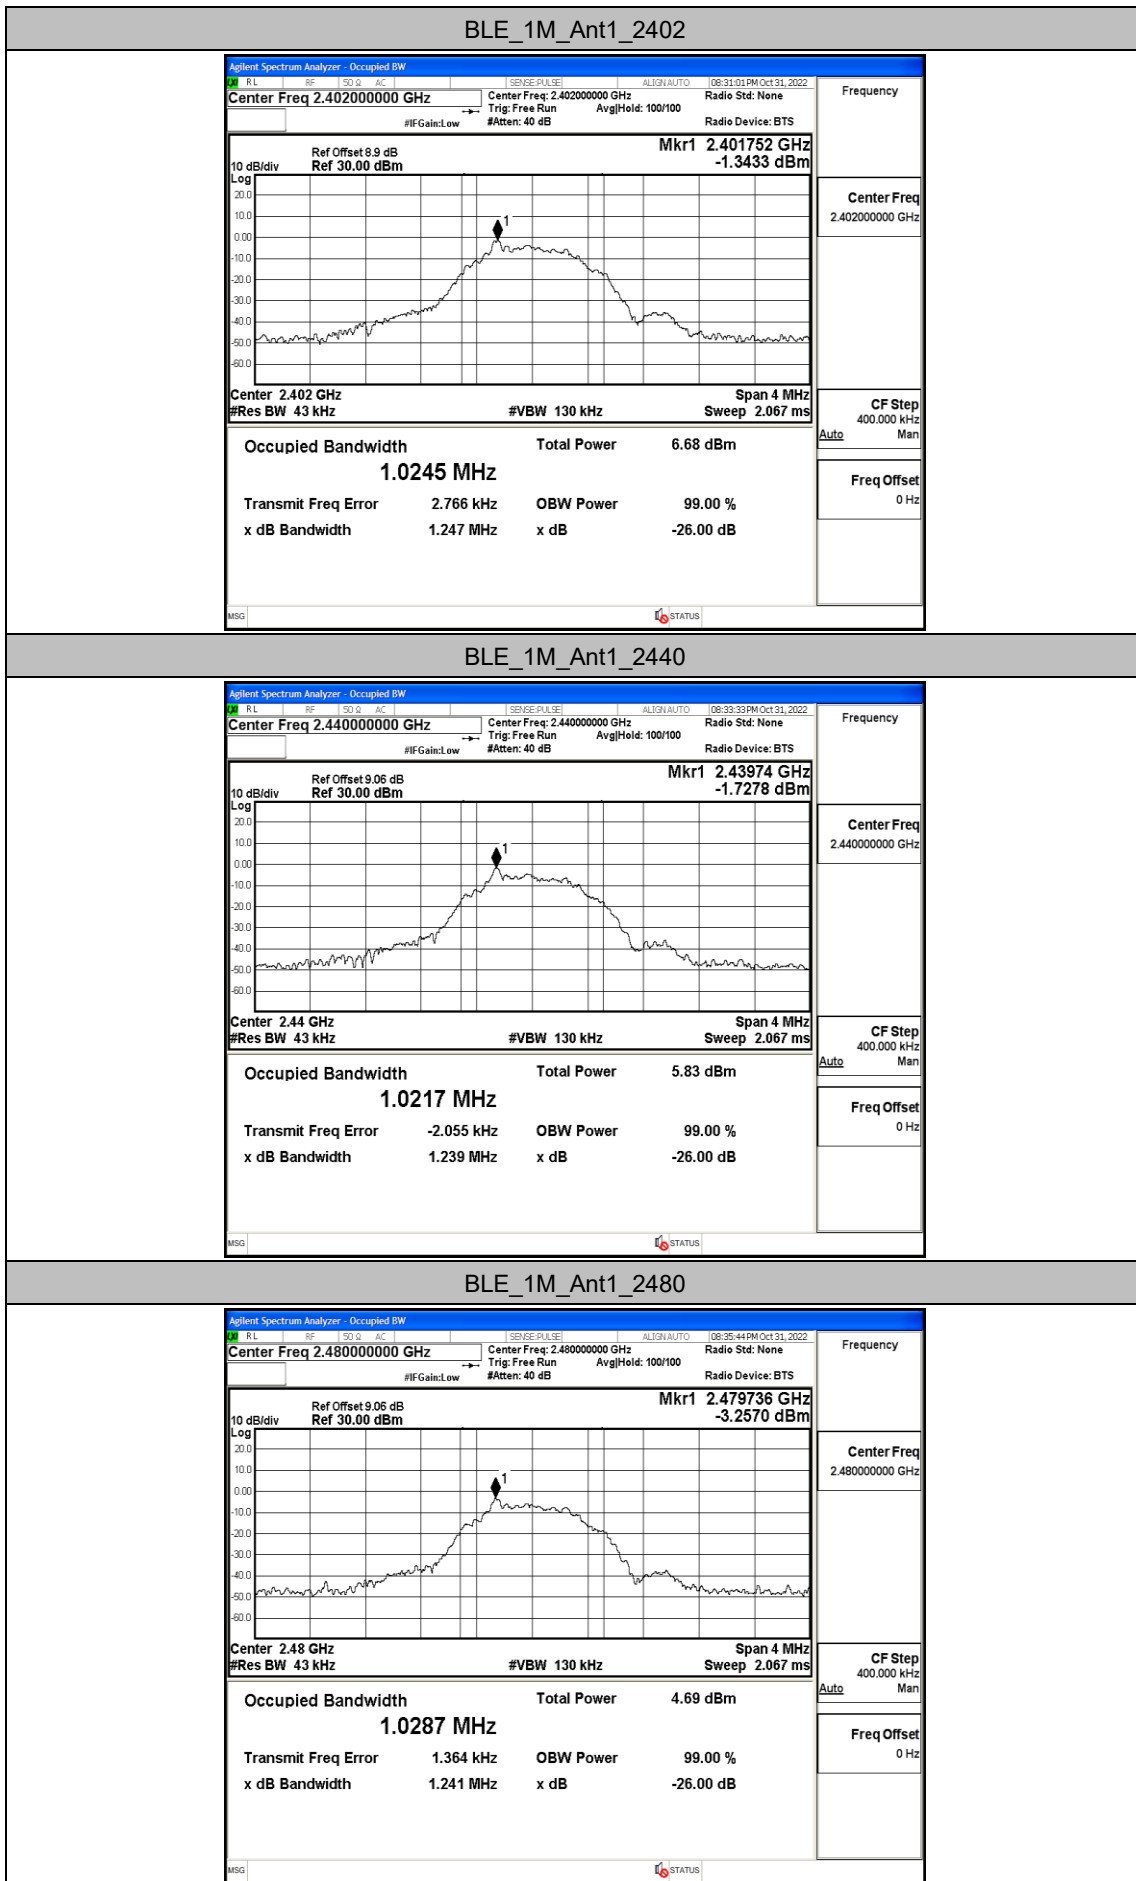 BLE_1M_Ant1_2402
Agilent Spectrum Analyzer - Occupied BW
LXI RL RF 50 Ω AC SENSE:PULSE ALIGNAUTO 08:31:01 PM Oct 31, 2022
Center Freq 2.402000000 GHz Center Freq: 2.402000000 GHz Radio Std: None Frequency
Trig: Free Run Avg|Hold: 100/100
#IFGain:Low #Atten: 40 dB Radio Device: BTS
Mkr1 2.401752 GHz
Ref Offset 8.9 dB
10 dB/div Ref 30.00 dBm -1.3433 dBm
Log
20.0
10.0
0.00
-10.0
-20.0
-30.0
-40.0
-50.0
-60.0
1
Center Freq
2.402000000 GHz
Center 2.402 GHz Span 4 MHz
#Res BW 43 kHz #VBW 130 kHz Sweep 2.067 ms
CF Step
400.000 kHz
Auto Man
Occupied Bandwidth Total Power 6.68 dBm
1.0245 MHz
Freq Offset
0 Hz
Transmit Freq Error 2.766 kHz OBW Power 99.00 %
x dB Bandwidth 1.247 MHz x dB -26.00 dB
MSG STATUS
BLE_1M_Ant1_2440
Agilent Spectrum Analyzer - Occupied BW
LXI RL RF 50 Ω AC SENSE:PULSE ALIGNAUTO 08:33:33 PM Oct 31, 2022
Center Freq 2.440000000 GHz Center Freq: 2.440000000 GHz Radio Std: None Frequency
Trig: Free Run Avg|Hold: 100/100
#IFGain:Low #Atten: 40 dB Radio Device: BTS
Mkr1 2.43974 GHz
Ref Offset 9.06 dB
10 dB/div Ref 30.00 dBm -1.7278 dBm
Log
20.0
10.0
0.00
-10.0
-20.0
-30.0
-40.0
-50.0
-60.0
1
Center Freq
2.440000000 GHz
Center 2.44 GHz Span 4 MHz
#Res BW 43 kHz #VBW 130 kHz Sweep 2.067 ms
CF Step
400.000 kHz
Auto Man
Occupied Bandwidth Total Power 5.83 dBm
1.0217 MHz
Freq Offset
0 Hz
Transmit Freq Error -2.055 kHz OBW Power 99.00 %
x dB Bandwidth 1.239 MHz x dB -26.00 dB
MSG STATUS
BLE_1M_Ant1_2480
Agilent Spectrum Analyzer - Occupied BW
LXI RL RF 50 Ω AC SENSE:PULSE ALIGNAUTO 08:35:44 PM Oct 31, 2022
Center Freq 2.480000000 GHz Center Freq: 2.480000000 GHz Radio Std: None Frequency
Trig: Free Run Avg|Hold: 100/100
#IFGain:Low #Atten: 40 dB Radio Device: BTS
Mkr1 2.479736 GHz
Ref Offset 9.06 dB
10 dB/div Ref 30.00 dBm -3.2570 dBm
Log
20.0
10.0
0.00
-10.0
-20.0
-30.0
-40.0
-50.0
-60.0
1
Center Freq
2.480000000 GHz
Center 2.48 GHz Span 4 MHz
#Res BW 43 kHz #VBW 130 kHz Sweep 2.067 ms
CF Step
400.000 kHz
Auto Man
Occupied Bandwidth Total Power 4.69 dBm
1.0287 MHz
Freq Offset
0 Hz
Transmit Freq Error 1.364 kHz OBW Power 99.00 %
x dB Bandwidth 1.241 MHz x dB -26.00 dB
MSG STATUS